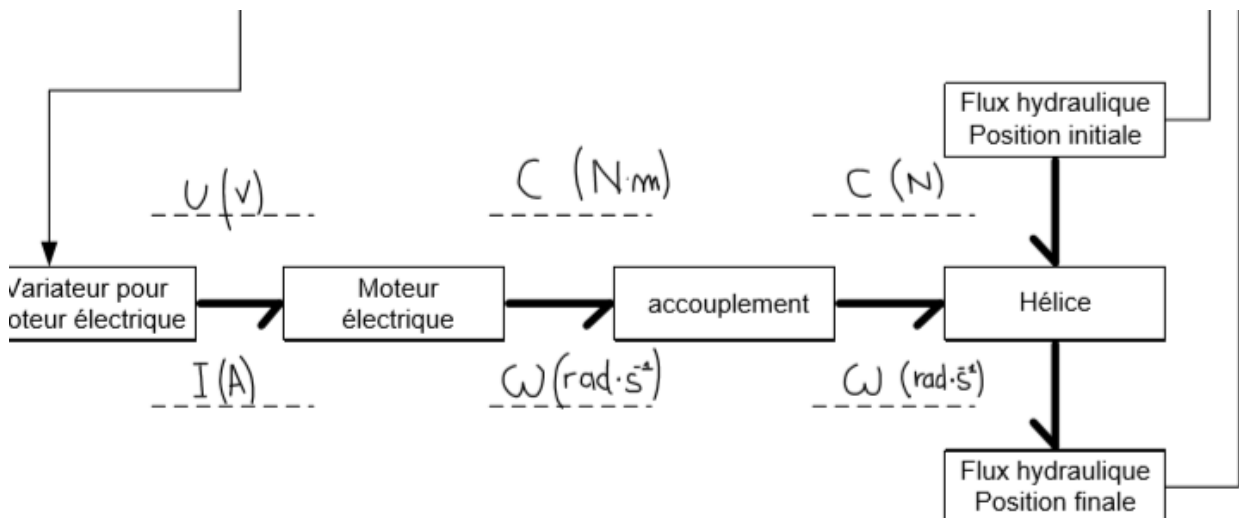 Flux hydraulique
Position initiale
U (V)
C (N·m)
C (N)
Variateur pour
oteur électrique
Moteur
électrique
accouplement
Hélice
I (A)
ω (rad·s⁻¹)
ω (rad·s⁻¹)
Flux hydraulique
Position finale